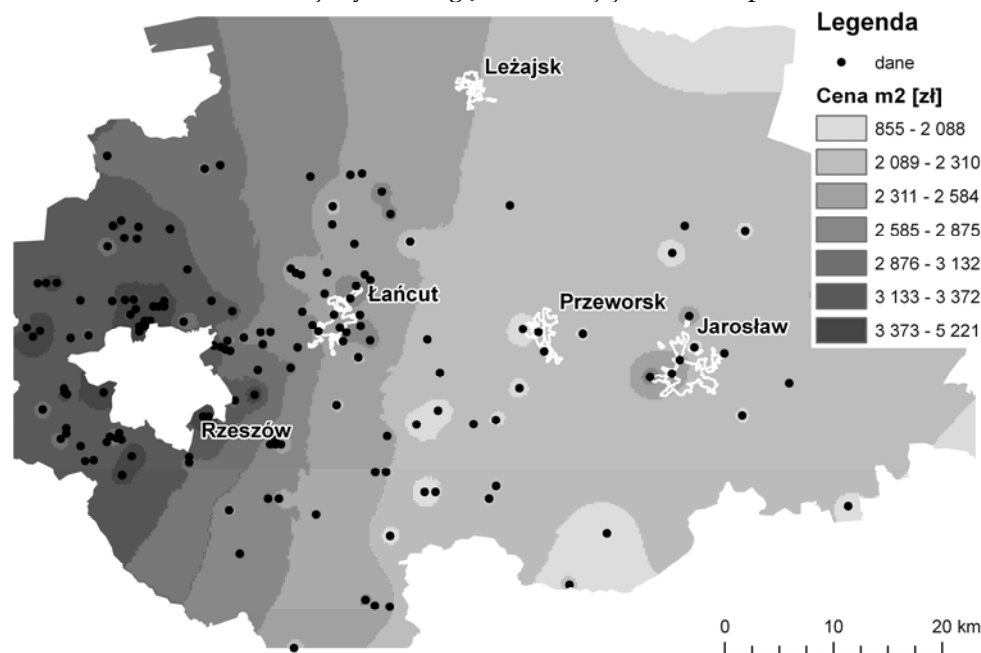 Legenda
dane
Cena m2 [zł]
855 - 2 088
2 089 - 2 310
2 311 - 2 584
2 585 - 2 875
2 876 - 3 132
3 133 - 3 372
3 373 - 5 221
Leżajsk
Łańcut
Przeworsk
Jarosław
Rzeszów
0 10 20 km